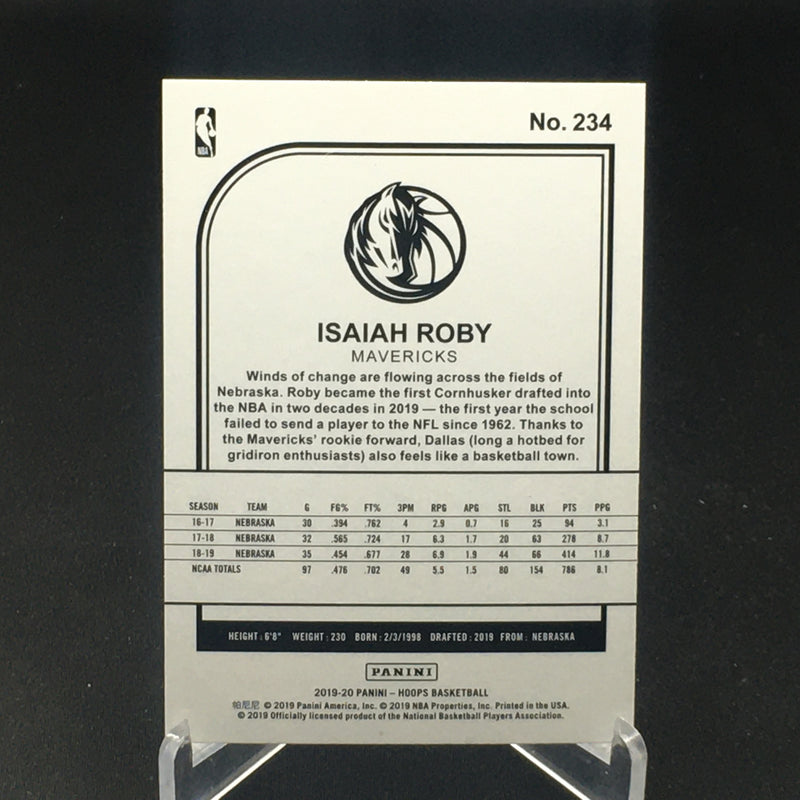 No. 234
NBA
ISAIAH ROBY
MAVERICKS
Winds of change are flowing across the fields of
Nebraska. Roby became the first Cornhusker drafted into
the NBA in two decades in 2019 — the first year the school
failed to send a player to the NFL since 1962. Thanks to
the Mavericks' rookie forward, Dallas (long a hotbed for
gridiron enthusiasts) also feels like a basketball town.
SEASON TEAM G FG% FT% 3PM RPG APG STL BLK PTS PPG
16-17 NEBRASKA 30 .394 .762 4 2.9 0.7 16 25 94 3.1
17-18 NEBRASKA 32 .565 .724 17 6.3 1.7 20 63 278 8.7
18-19 NEBRASKA 35 .454 .677 28 6.9 1.9 44 66 414 11.8
NCAA TOTALS 97 .476 .702 49 5.5 1.5 80 154 786 8.1
HEIGHT: 6'8" WEIGHT: 230 BORN: 2/3/1998 DRAFTED: 2019 FROM: NEBRASKA
PANINI
2019-20 PANINI – HOOPS BASKETBALL
帕尼尼 © 2019 Panini America, Inc. © 2019 NBA Properties, Inc. Printed in the USA.
© 2019 Officially licensed product of the National Basketball Players Association.